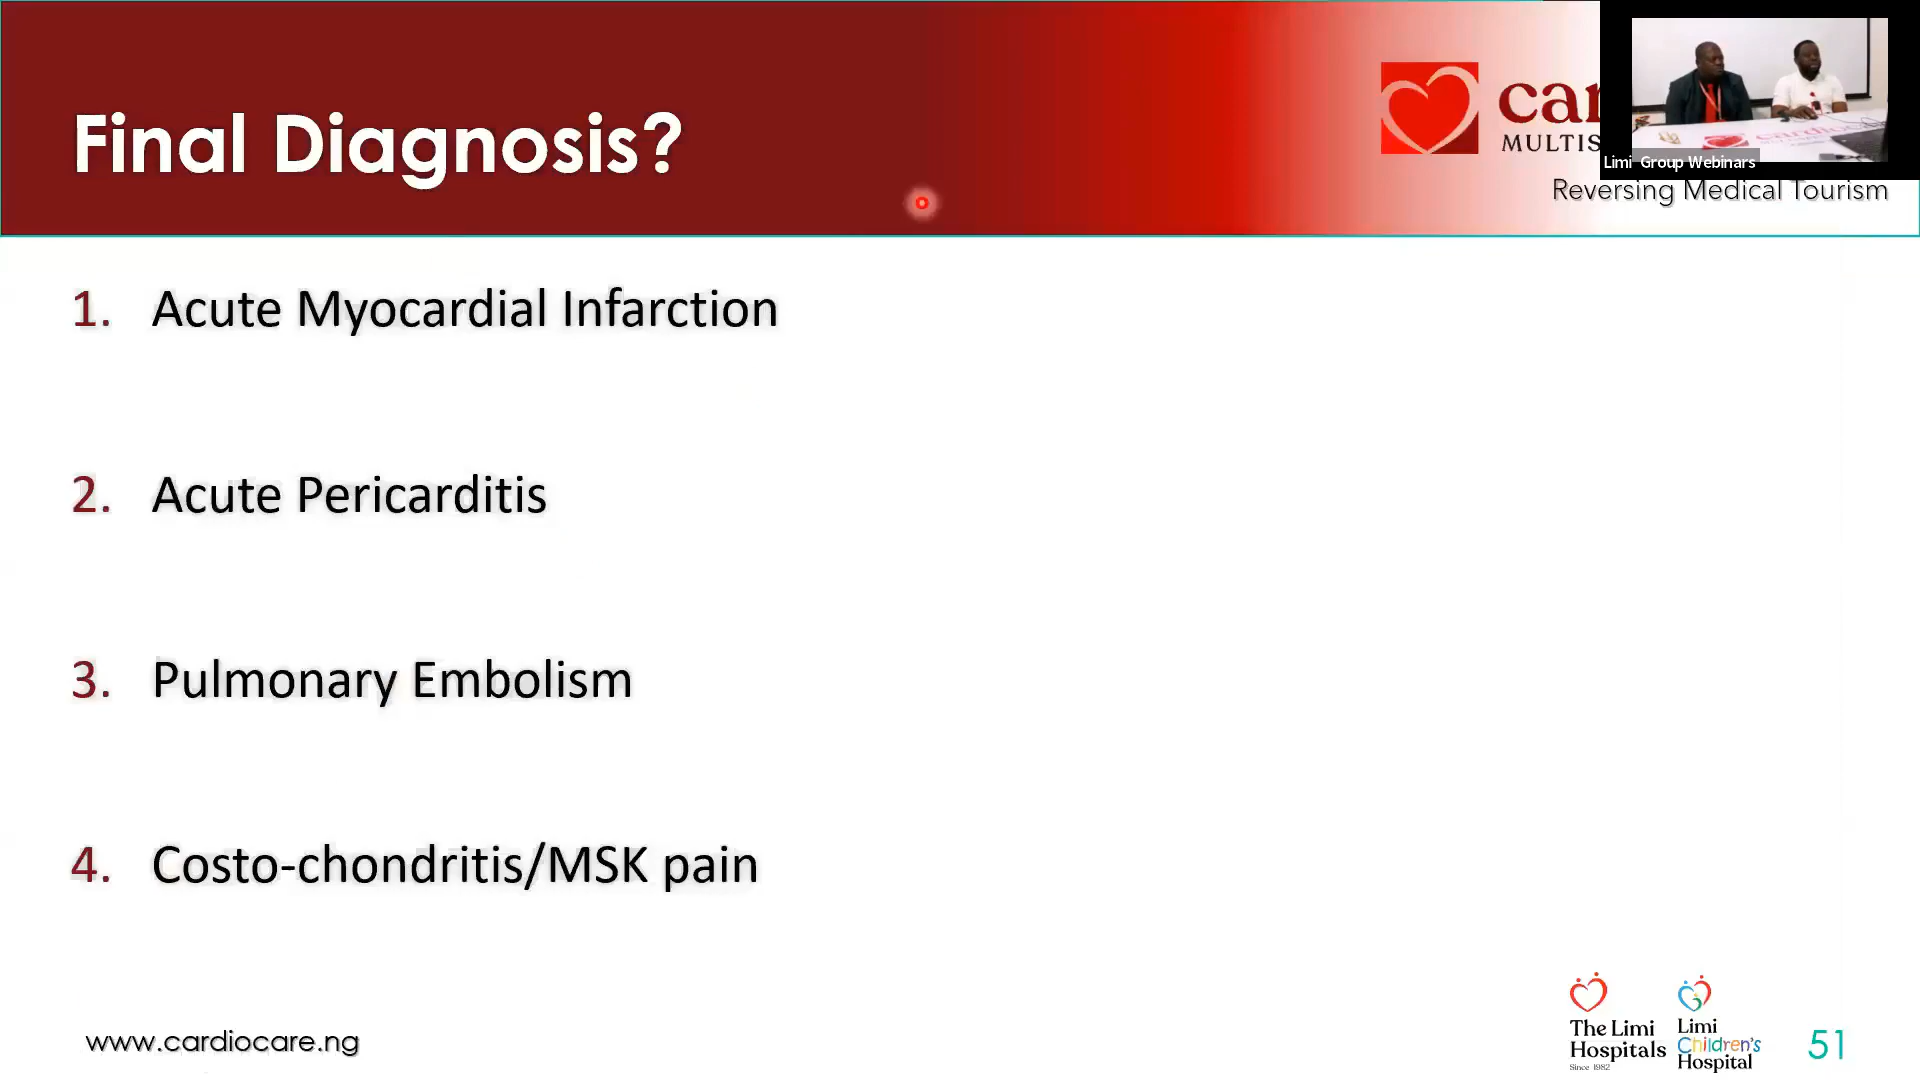 Final Diagnosis?
MULTIS
Limi Group Webinars
Reversing Medical Tourism
1. Acute Myocardial Infarction
2. Acute Pericarditis
3. Pulmonary Embolism
4. Costo-chondritis/MSK pain
www.cardiocare.ng
The Limi
Hospitals
Since 1982
Limi
Children's
Hospital
51